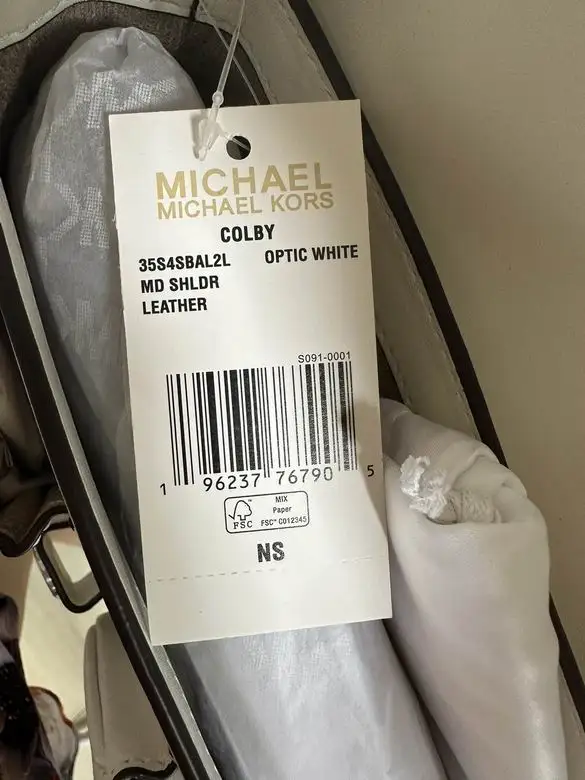 MICHAEL
MICHAEL KORS
COLBY
35S4SBAL2L OPTIC WHITE
MD SHLDR
LEATHER
S091-0001
1 96237 76790 5
FSC™
MIX
Paper
FSC™ C012345
NS